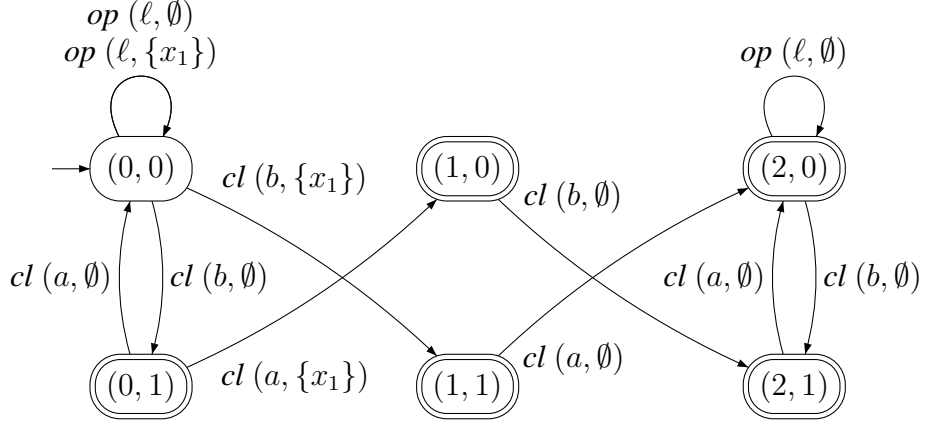 op (ℓ, ∅)
op (ℓ, {x₁})
op (ℓ, ∅)
(0, 0)
cl (b, {x₁})
(1, 0)
cl (b, ∅)
(2, 0)
cl (a, ∅)
cl (b, ∅)
cl (a, ∅)
cl (b, ∅)
(0, 1)
cl (a, {x₁})
(1, 1)
cl (a, ∅)
(2, 1)